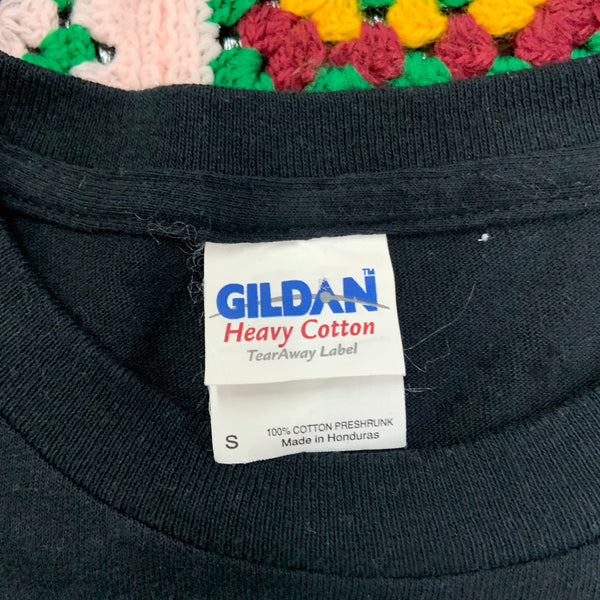 GILDAN™
Heavy Cotton
TearAway Label
100% COTTON PRESHRUNK
S Made in Honduras